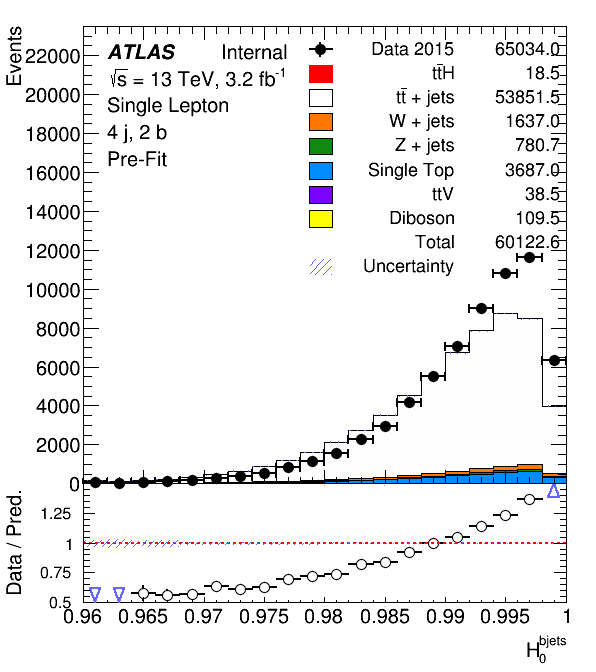 Events
22000
20000
18000
16000
14000
12000
10000
8000
6000
4000
2000
0
ATLAS Internal
√s = 13 TeV, 3.2 fb⁻¹
Single Lepton
4 j, 2 b
Pre-Fit
Data 2015 65034.0
tt̄H 18.5
tt̄ + jets 53851.5
W + jets 1637.0
Z + jets 780.7
Single Top 3687.0
ttV 38.5
Diboson 109.5
Total 60122.6
Uncertainty
Data / Pred.
1.25
1
0.75
0.5
0.96 0.965 0.97 0.975 0.98 0.985 0.99 0.995 1
H₀ᵇʲᵉᵗˢ